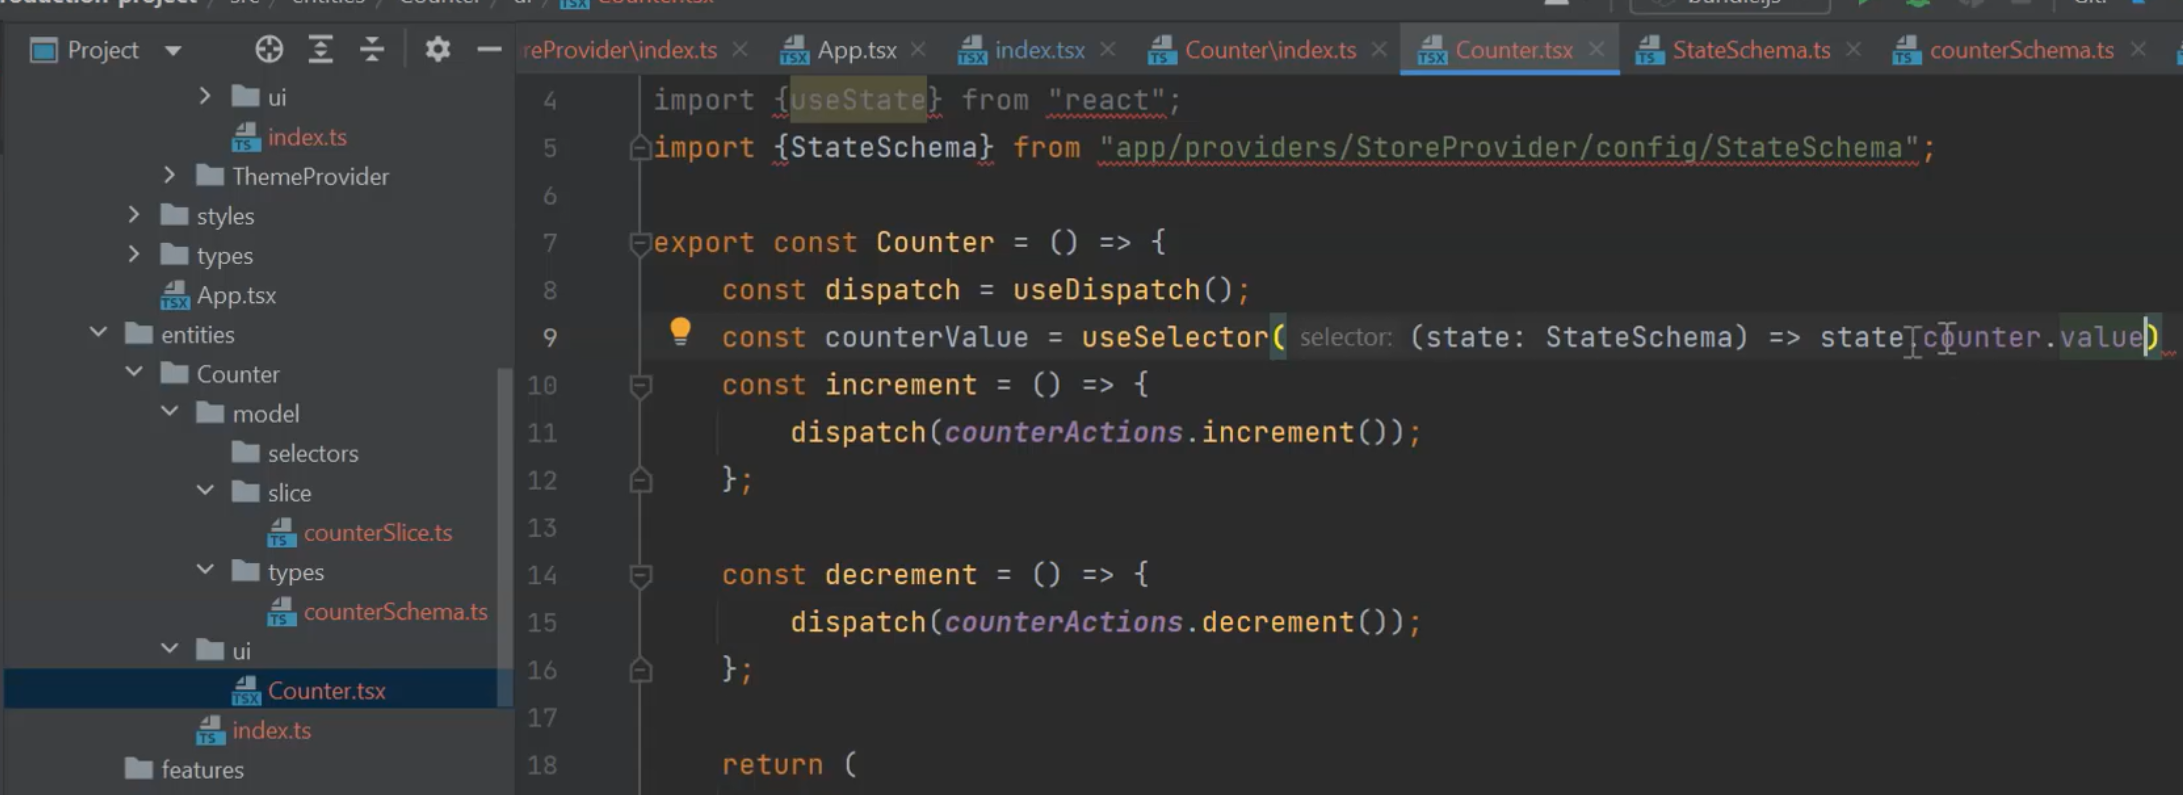 Project
ui
index.ts
ThemeProvider
styles
types
App.tsx
entities
Counter
model
selectors
slice
counterSlice.ts
types
counterSchema.ts
ui
Counter.tsx
index.ts
features
reProvider\index.ts App.tsx index.tsx Counter\index.ts Counter.tsx StateSchema.ts counterSchema.ts
4 import {useState} from "react";
5 import {StateSchema} from "app/providers/StoreProvider/config/StateSchema";
6
7 export const Counter = () => {
8 const dispatch = useDispatch();
9 const counterValue = useSelector( selector: (state: StateSchema) => state.counter.value)
10 const increment = () => {
11 dispatch(counterActions.increment());
12 };
13
14 const decrement = () => {
15 dispatch(counterActions.decrement());
16 };
17
18 return (